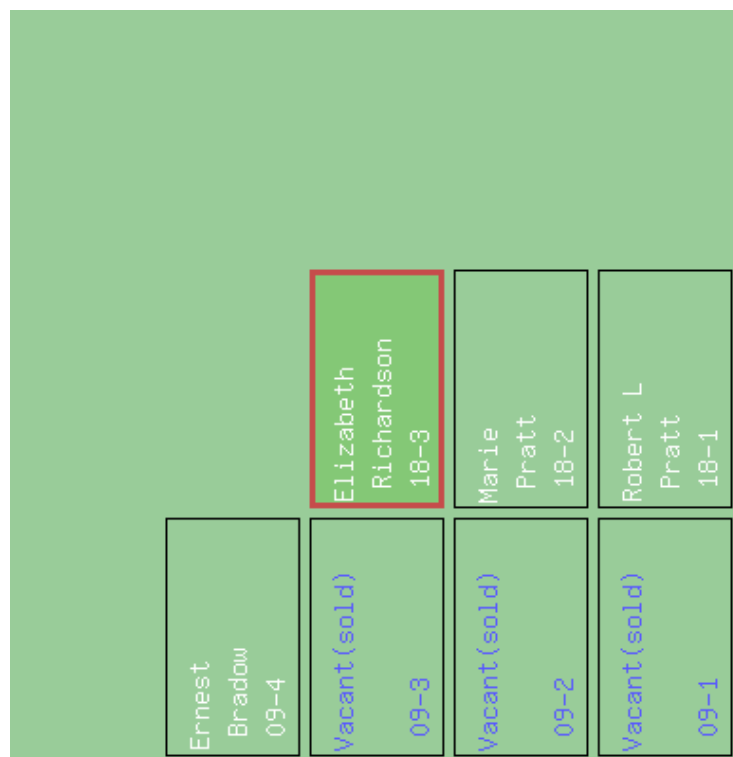 Elizabeth
Richardson
18-3
Marie
Pratt
18-2
Robert L
Pratt
18-1
Ernest
Bradow
09-4
Vacant(sold)
09-3
Vacant(sold)
09-2
Vacant(sold)
09-1